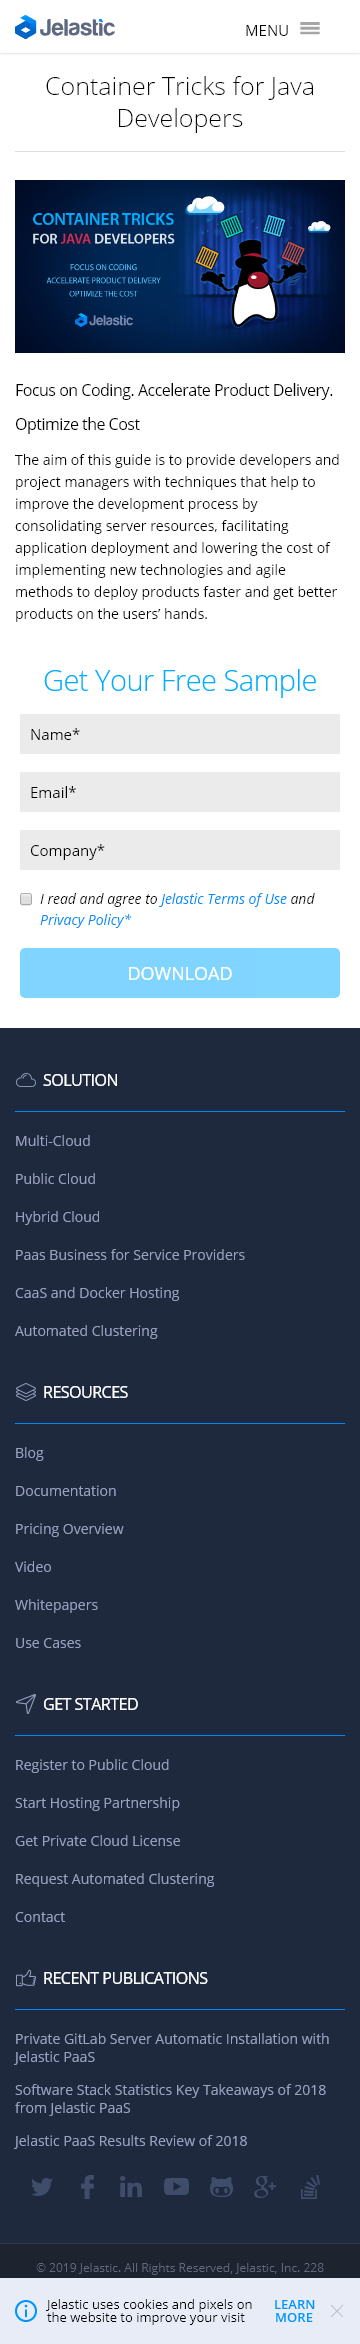 Jelastic
MENU
Container Tricks for Java
Developers
CONTAINER TRICKS
FOR JAVA DEVELOPERS
FOCUS ON CODING
ACCELERATE PRODUCT DELIVERY
OPTIMIZE THE COST
Jelastic
Focus on Coding. Accelerate Product Delivery.
Optimize the Cost
The aim of this guide is to provide developers and
project managers with techniques that help to
improve the development process by
consolidating server resources, facilitating
application deployment and lowering the cost of
implementing new technologies and agile
methods to deploy products faster and get better
products on the users’ hands.
Get Your Free Sample
Name*
Email*
Company*
I read and agree to Jelastic Terms of Use and
Privacy Policy*
DOWNLOAD
SOLUTION
Multi-Cloud
Public Cloud
Hybrid Cloud
Paas Business for Service Providers
CaaS and Docker Hosting
Automated Clustering
RESOURCES
Blog
Documentation
Pricing Overview
Video
Whitepapers
Use Cases
GET STARTED
Register to Public Cloud
Start Hosting Partnership
Get Private Cloud License
Request Automated Clustering
Contact
RECENT PUBLICATIONS
Private GitLab Server Automatic Installation with
Jelastic PaaS
Software Stack Statistics Key Takeaways of 2018
from Jelastic PaaS
Jelastic PaaS Results Review of 2018
© 2019 Jelastic. All Rights Reserved, Jelastic, Inc. 228
Jelastic uses cookies and pixels on
the website to improve your visit
LEARN
MORE